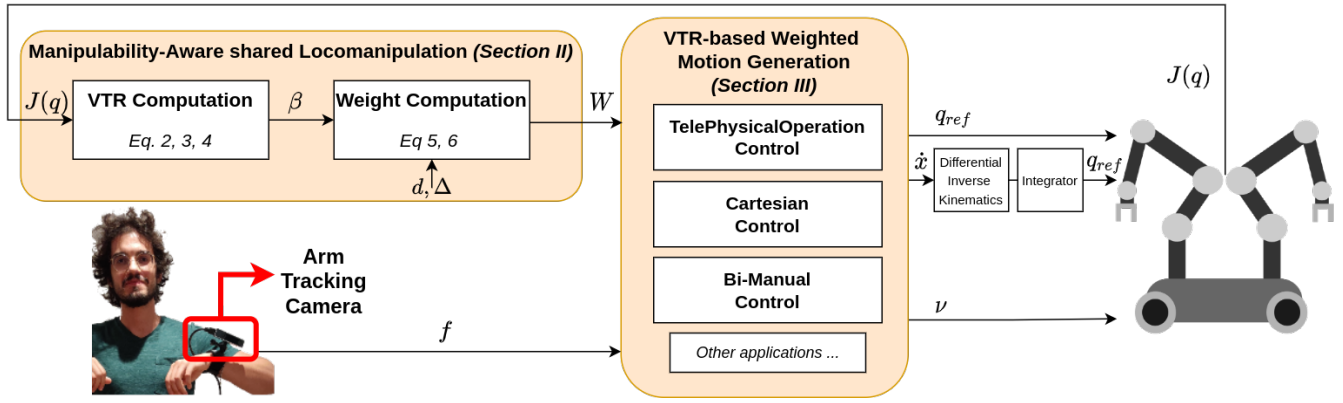 Manipulability-Aware shared Locomanipulation (Section II)
J(q)
VTR Computation
Eq. 2, 3, 4
β
Weight Computation
Eq 5, 6
d, Δ
W
VTR-based Weighted
Motion Generation
(Section III)
TelePhysicalOperation
Control
Cartesian
Control
Bi-Manual
Control
Other applications ...
q_ref
ẋ
Differential
Inverse
Kinematics
Integrator
q_ref
J(q)
ν
Arm
Tracking
Camera
f